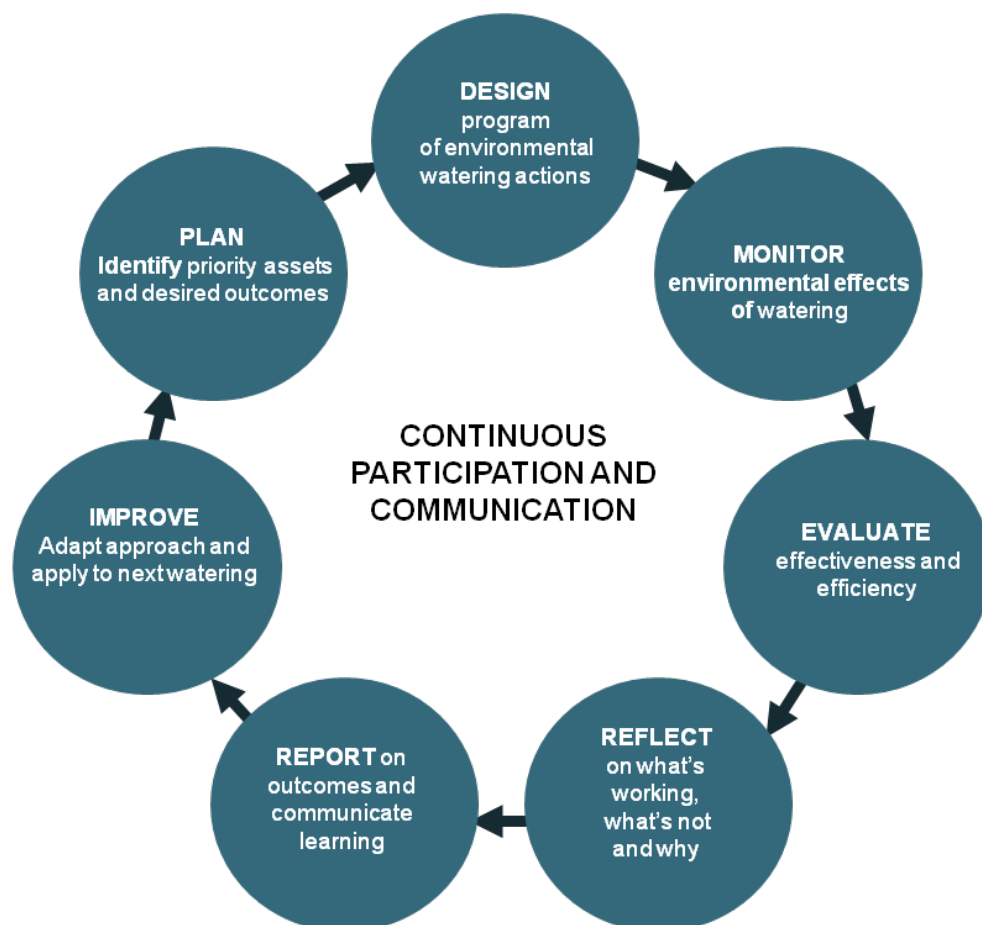 DESIGN
program
of environmental
watering actions
MONITOR
environmental effects
of watering
EVALUATE
effectiveness and
efficiency
REFLECT
on what's
working,
what's not
and why
REPORT on
outcomes and
communicate
learning
IMPROVE
Adapt approach and
apply to next watering
PLAN
Identify priority assets
and desired outcomes
CONTINUOUS
PARTICIPATION AND
COMMUNICATION